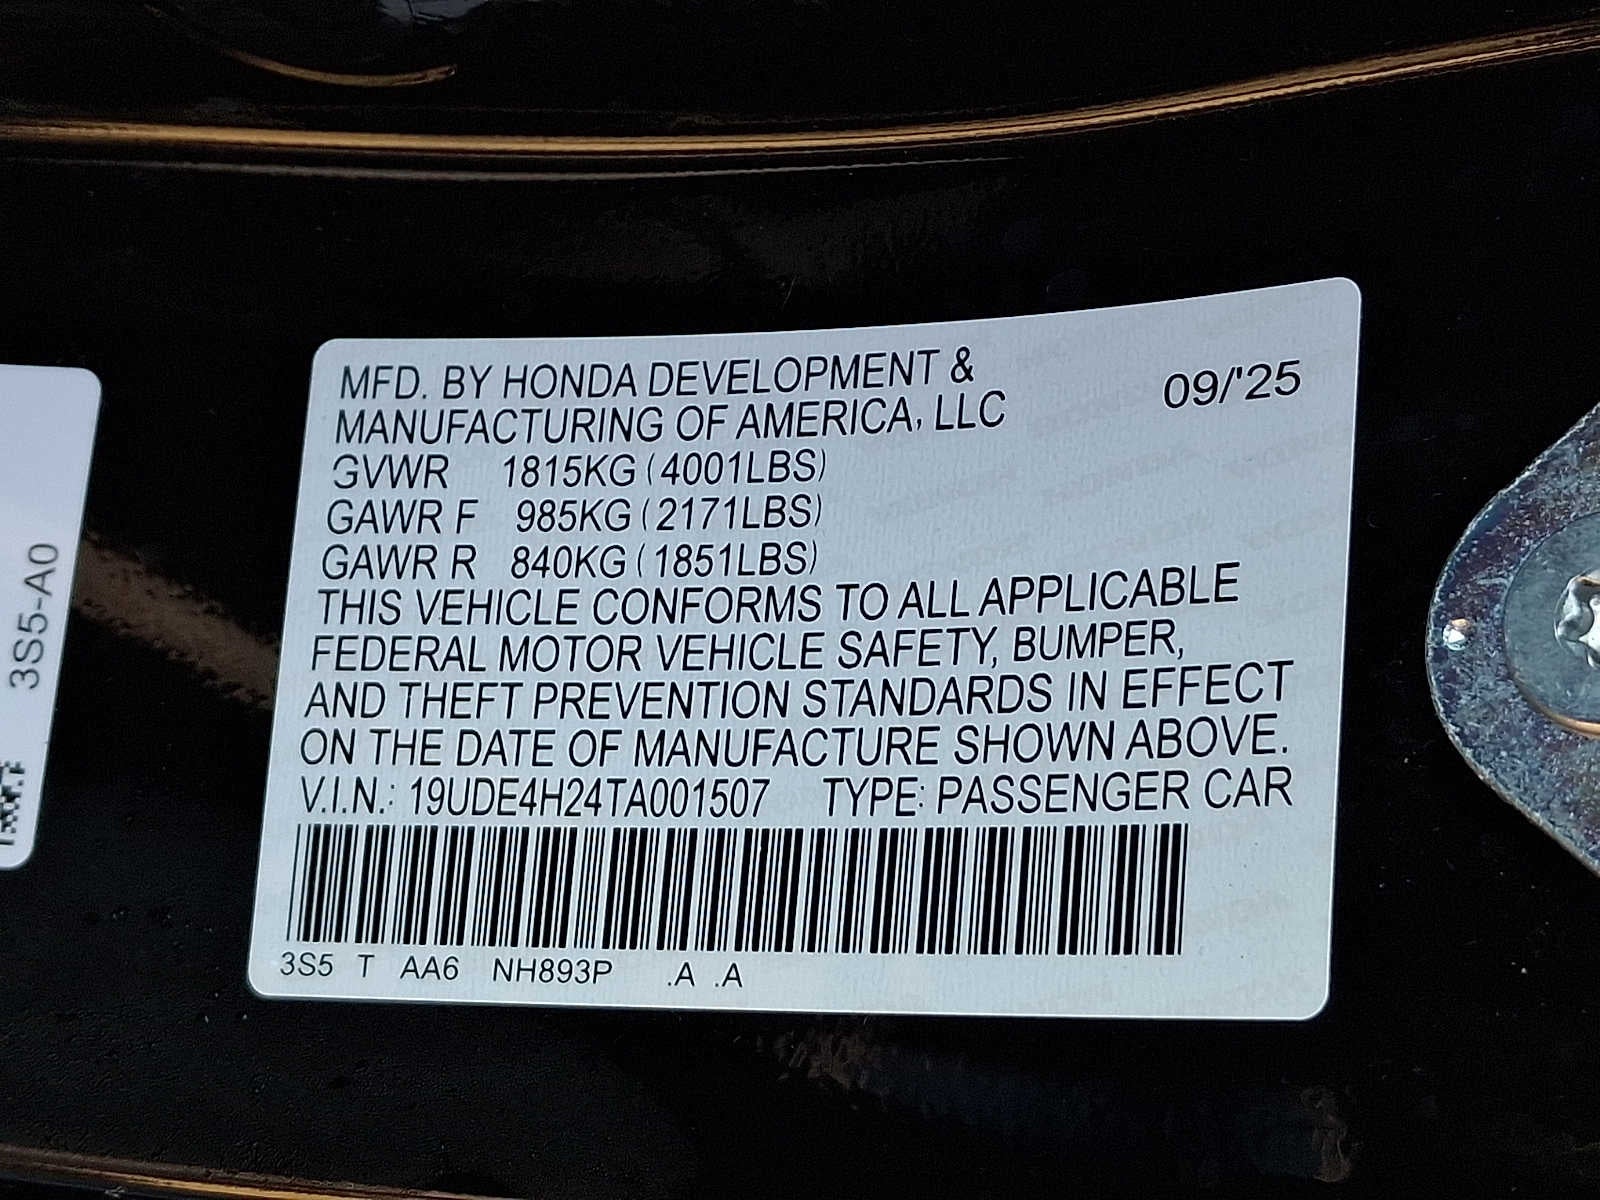 MFD. BY HONDA DEVELOPMENT &
MANUFACTURING OF AMERICA, LLC
09/'25
GVWR 1815KG (4001LBS)
GAWR F 985KG (2171LBS)
GAWR R 840KG (1851LBS)
THIS VEHICLE CONFORMS TO ALL APPLICABLE
FEDERAL MOTOR VEHICLE SAFETY, BUMPER,
AND THEFT PREVENTION STANDARDS IN EFFECT
ON THE DATE OF MANUFACTURE SHOWN ABOVE.
V.I.N.: 19UDE4H24TA001507 TYPE: PASSENGER CAR
3S5 T AA6 NH893P .A .A
3S5-A0